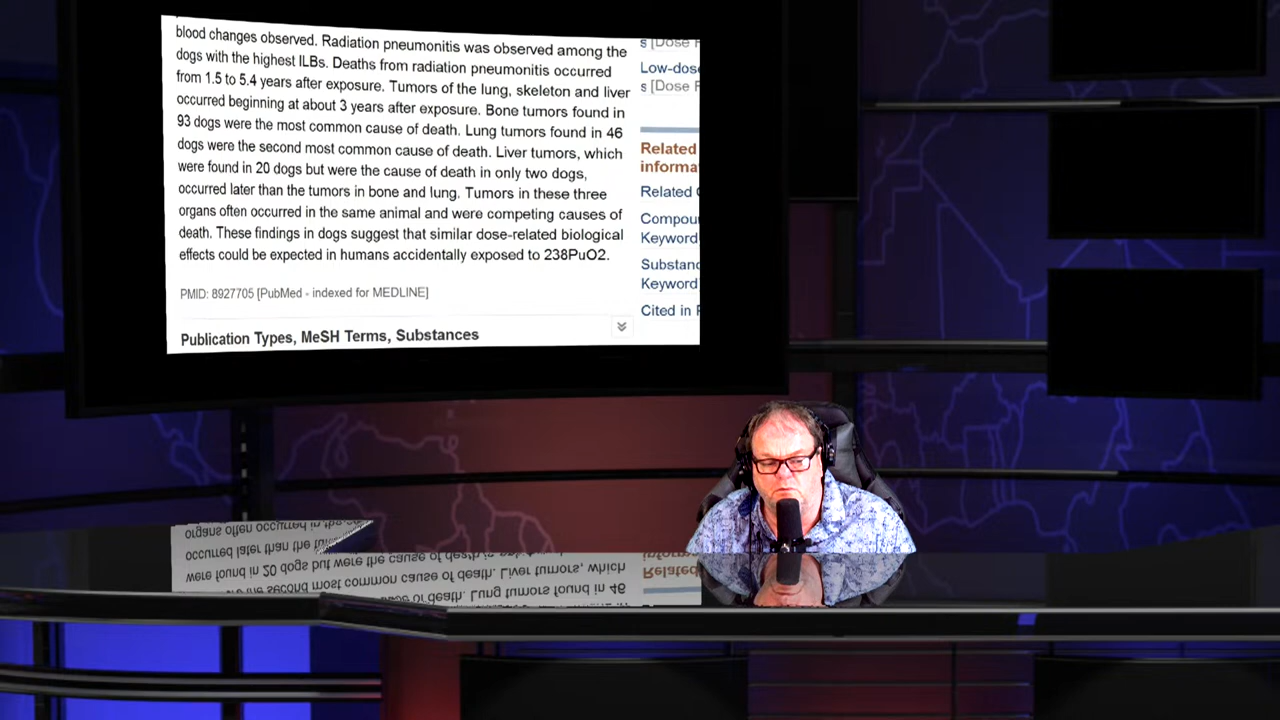 blood changes observed. Radiation pneumonitis was observed among the
dogs with the highest ILBs. Deaths from radiation pneumonitis occurred
from 1.5 to 5.4 years after exposure. Tumors of the lung, skeleton and liver
occurred beginning at about 3 years after exposure. Bone tumors found in
93 dogs were the most common cause of death. Lung tumors found in 46
dogs were the second most common cause of death. Liver tumors, which
were found in 20 dogs but were the cause of death in only two dogs,
occurred later than the tumors in bone and lung. Tumors in these three
organs often occurred in the same animal and were competing causes of
death. These findings in dogs suggest that similar dose-related biological
effects could be expected in humans accidentally exposed to 238PuO2.
PMID: 8927705 [PubMed - indexed for MEDLINE]
Publication Types, MeSH Terms, Substances
s [Dose
Low-dose
s [Dose
Related
informa
Related
Compou
Keyword
Substanc
Keyword
Cited in